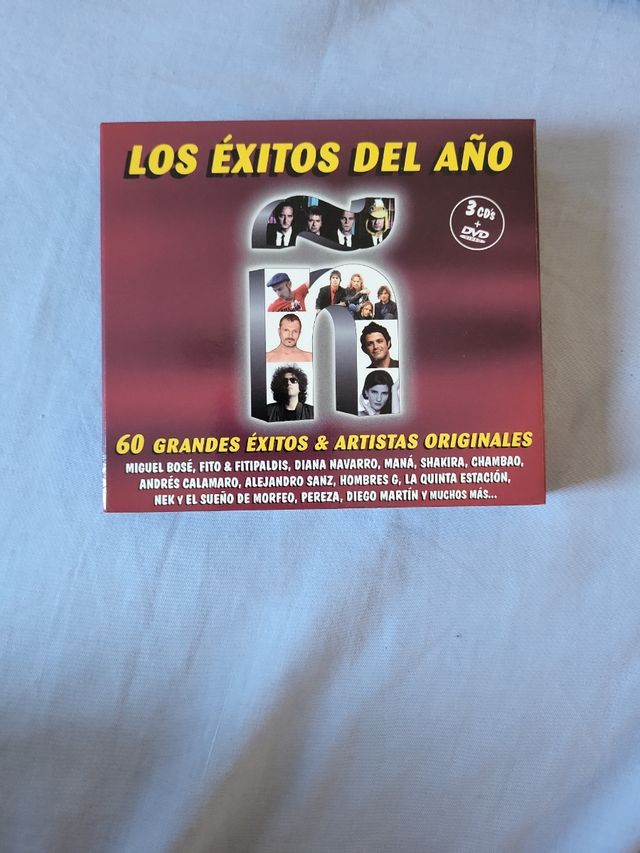 LOS ÉXITOS DEL AÑO
ñ
3 CD's
+
DVD
60 GRANDES ÉXITOS & ARTISTAS ORIGINALES
MIGUEL BOSÉ, FITO & FITIPALDIS, DIANA NAVARRO, MANÁ, SHAKIRA, CHAMBAO,
ANDRÉS CALAMARO, ALEJANDRO SANZ, HOMBRES G, LA QUINTA ESTACIÓN,
NEK Y EL SUEÑO DE MORFEO, PEREZA, DIEGO MARTÍN Y MUCHOS MÁS...